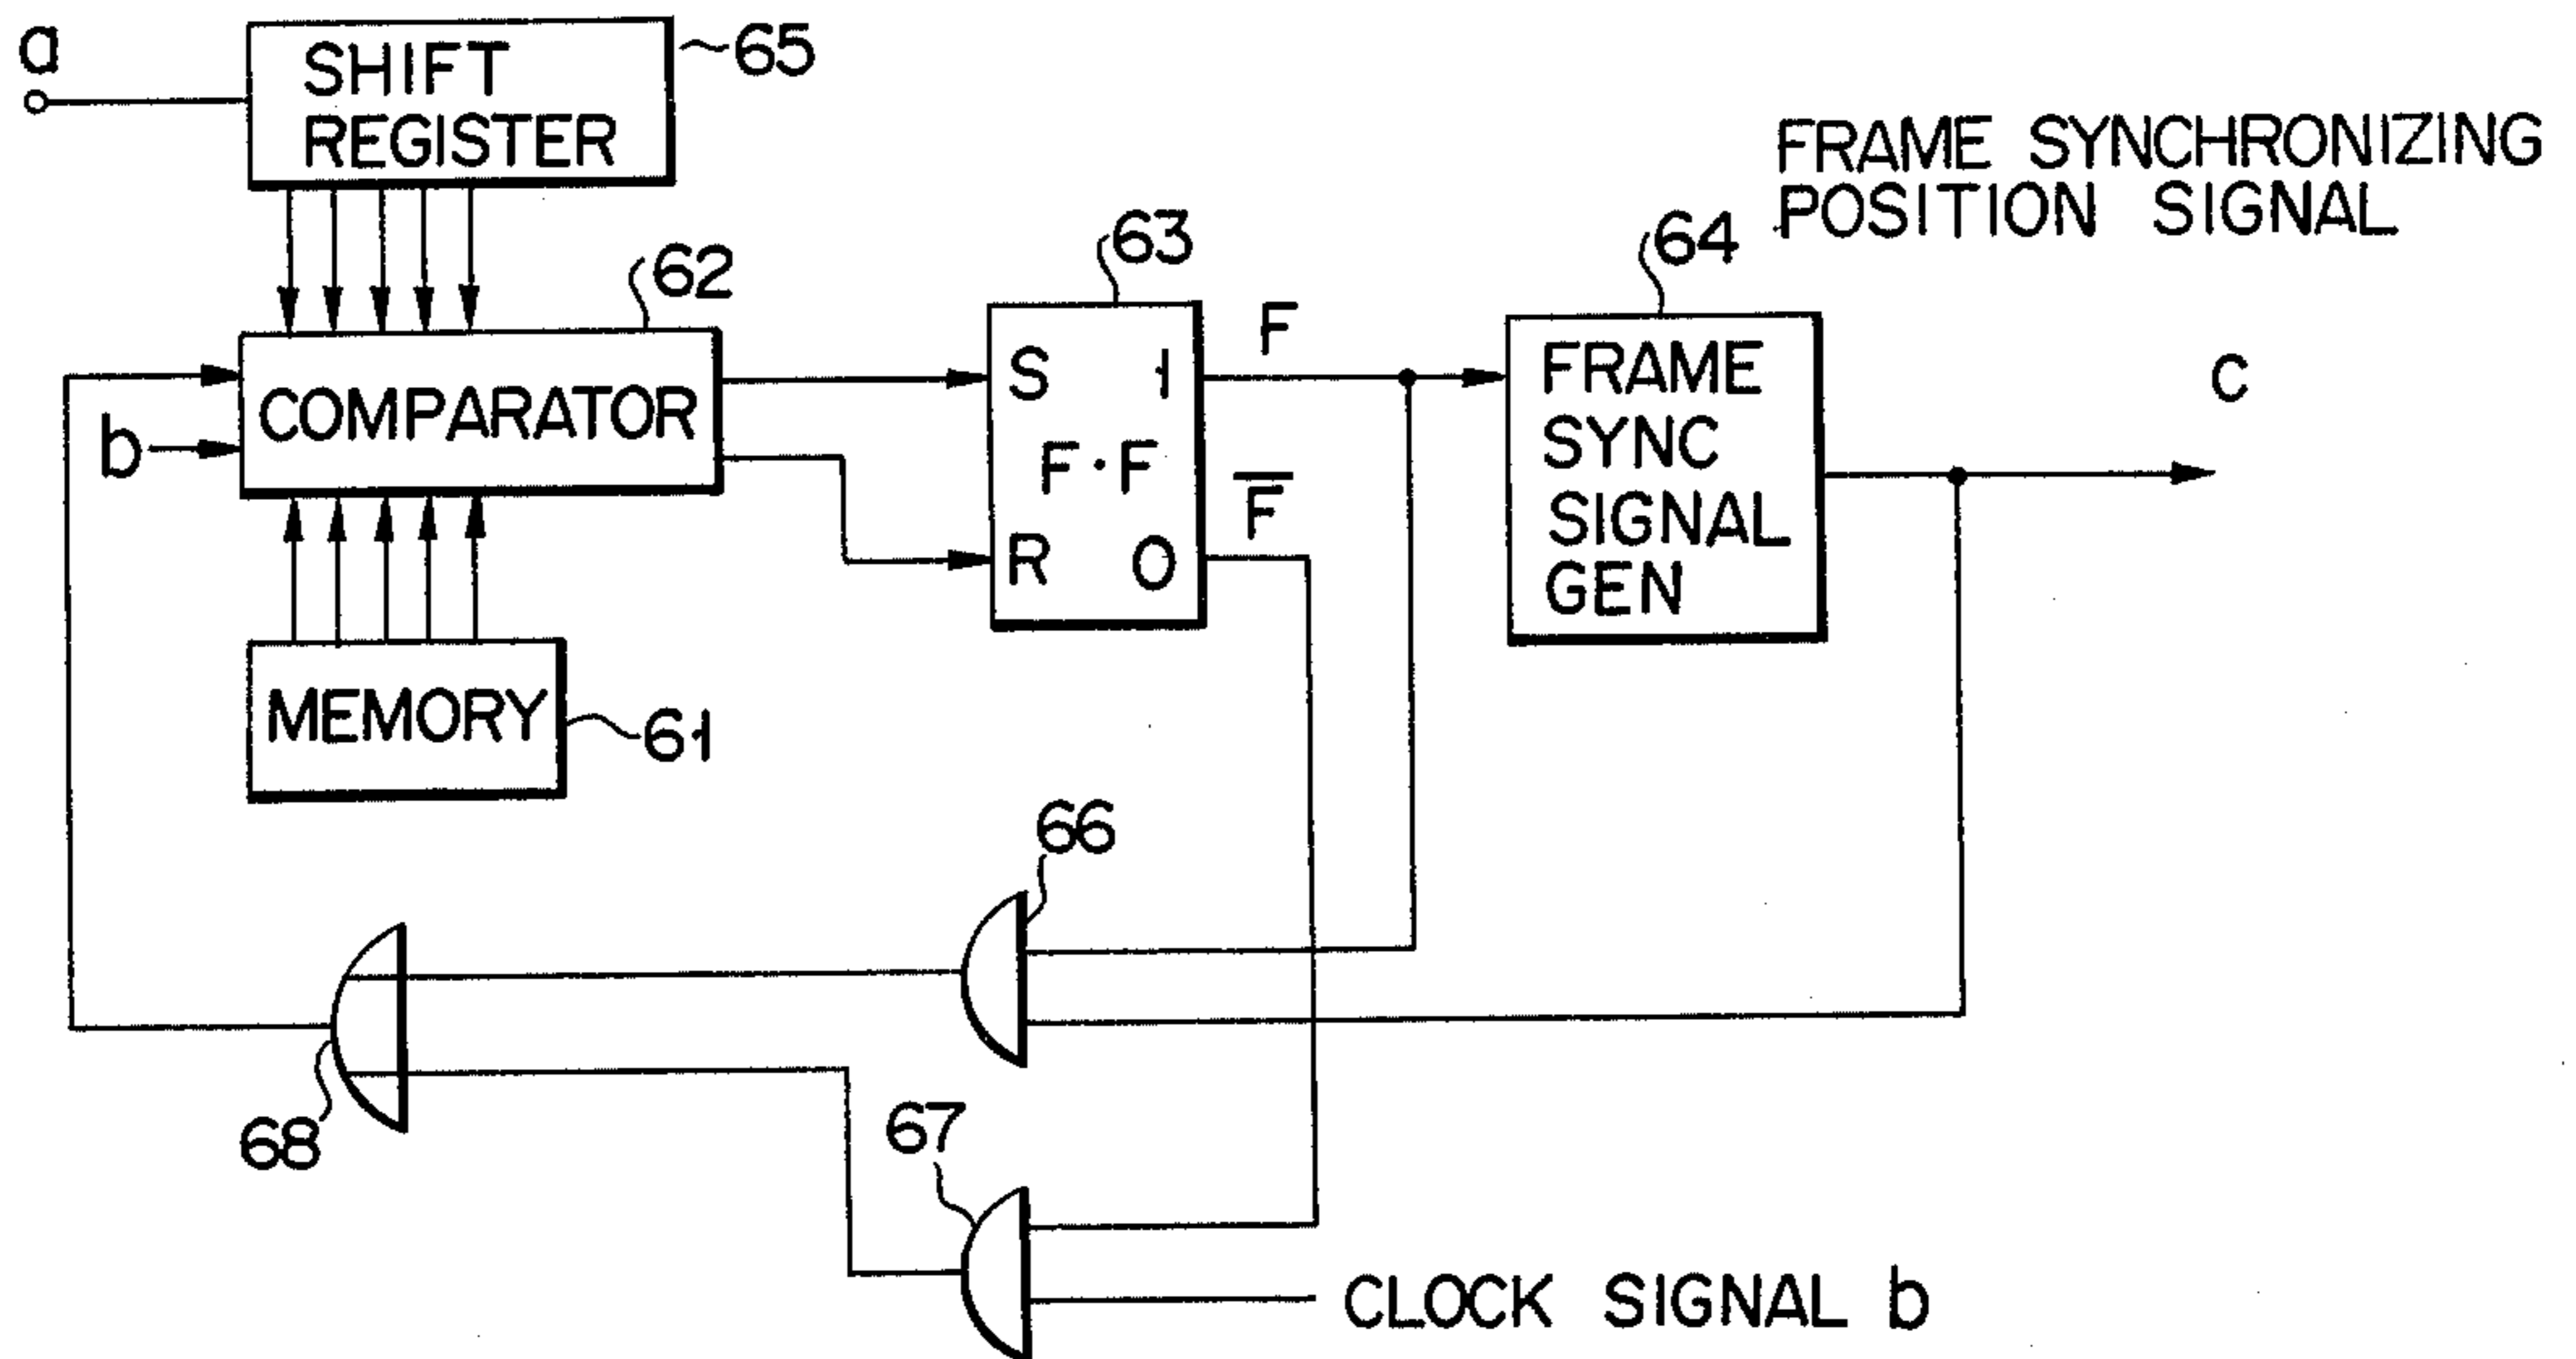 a
SHIFT
REGISTER
65
FRAME SYNCHRONIZING
POSITION SIGNAL
62
63
64
COMPARATOR
b
S 1
F·F
R 0
F
F̅
FRAME
SYNC
SIGNAL
GEN
c
MEMORY
61
66
68
67
CLOCK SIGNAL b